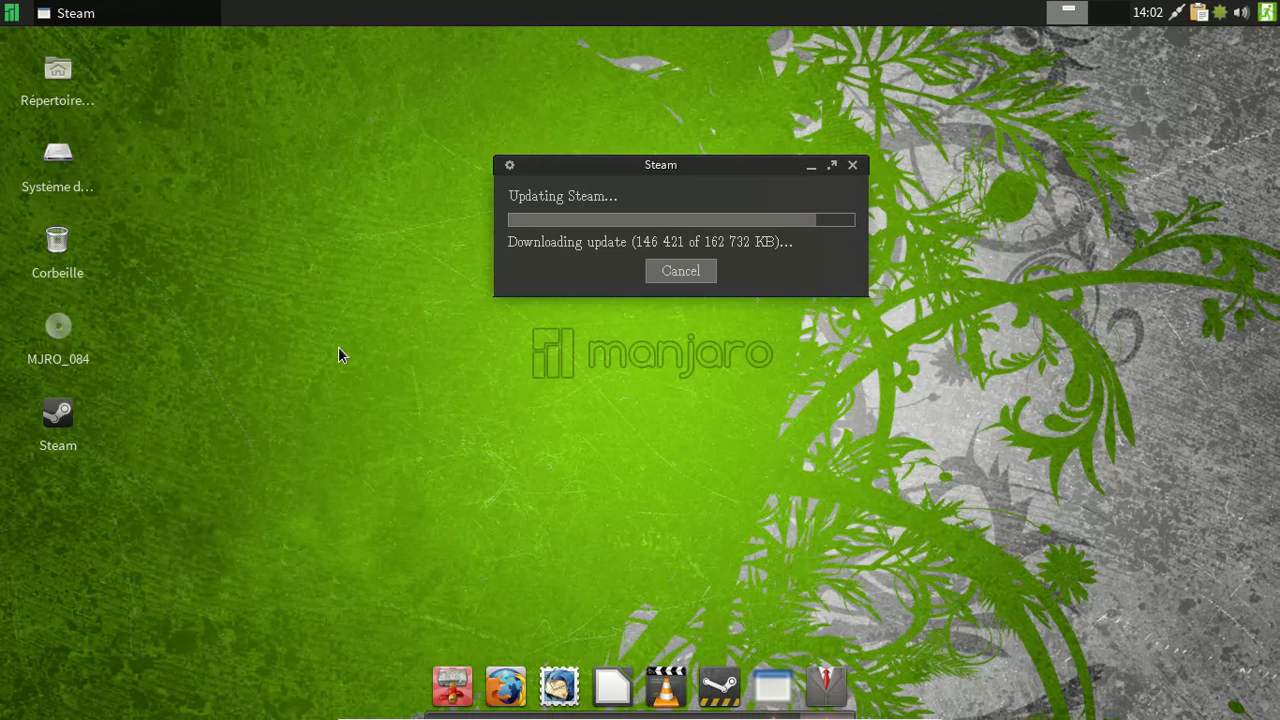 Steam
14:02
Répertoire...
Système d...
Corbeille
MJRO_084
Steam
Steam
Updating Steam...
Downloading update (146 421 of 162 732 KB)...
Cancel
manjaro